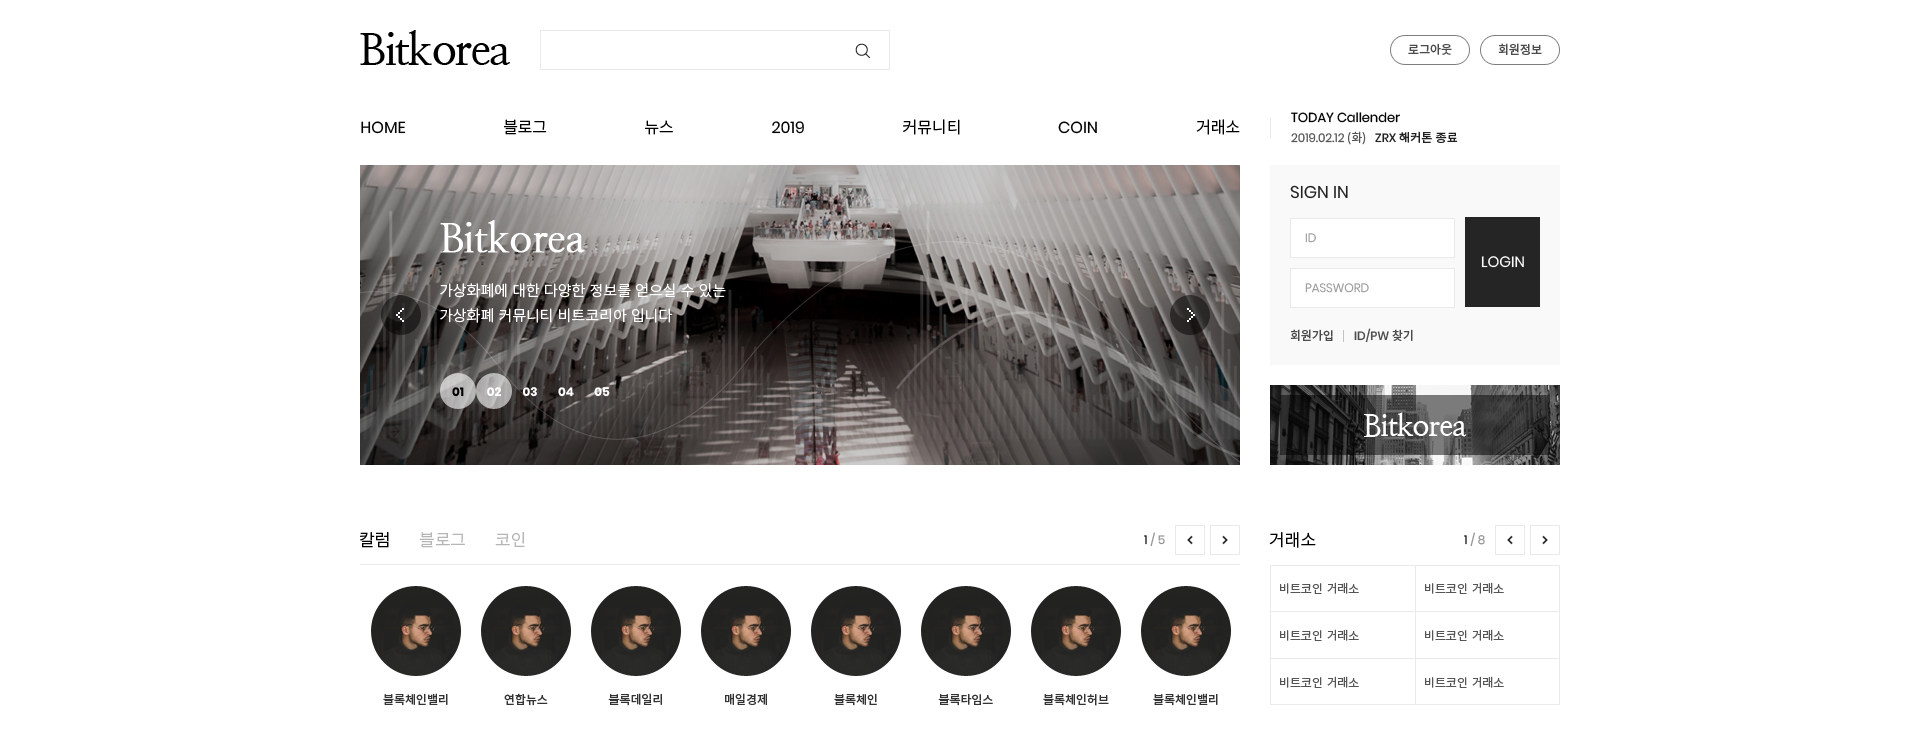 Bitkorea
로그아웃 회원정보
HOME 블로그 뉴스 2019 커뮤니티 COIN 거래소
TODAY Callender
2019.02.12 (화) ZRX 해커톤 종료
Bitkorea
가상화폐에 대한 다양한 정보를 얻으실 수 있는
가상화폐 커뮤니티 비트코리아 입니다
01 02 03 04 05
SIGN IN
ID
PASSWORD
LOGIN
회원가입 | ID/PW 찾기
Bitkorea
칼럼 블로그 코인 1 / 5
블록체인밸리 연합뉴스 블록데일리 매일경제 블록체인 블록타임스 블록체인허브 블록체인밸리
거래소 1 / 8
비트코인 거래소 비트코인 거래소
비트코인 거래소 비트코인 거래소
비트코인 거래소 비트코인 거래소